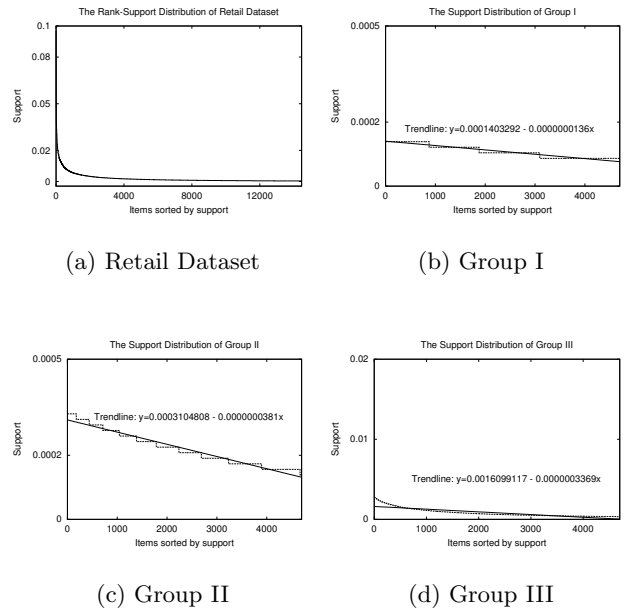 The Rank-Support Distribution of Retail Dataset
0.1
0.08
0.05
0.02
0
Support
0 4000 8000 12000
Items sorted by support
(a) Retail Dataset
The Support Distribution of Group I
0.0005
0.0002
0
Support
Trendline: y=0.0001403292 - 0.0000000136x
0 1000 2000 3000 4000
Items sorted by support
(b) Group I
The Support Distribution of Group II
0.0005
0.0002
0
Support
Trendline: y=0.0003104808 - 0.0000000381x
0 1000 2000 3000 4000
Items sorted by support
(c) Group II
The Support Distribution of Group III
0.02
0.01
0
Support
Trendline: y=0.0016099117 - 0.0000003369x
0 1000 2000 3000 4000
Items sorted by support
(d) Group III